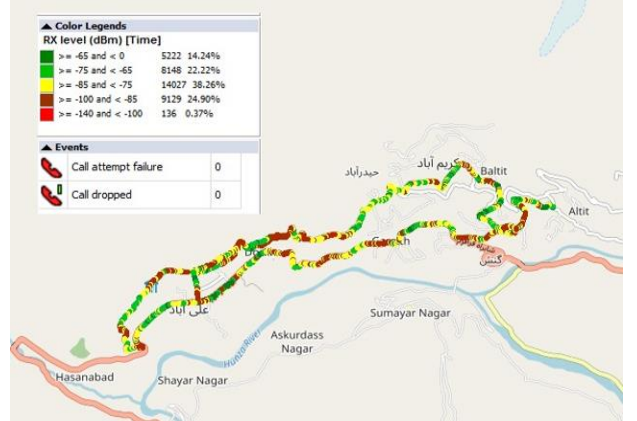 Color Legends
RX level (dBm) [Time]
>= -65 and < 0 5222 14.24%
>= -75 and < -65 8148 22.22%
>= -85 and < -75 14027 38.26%
>= -100 and < -85 9129 24.90%
>= -140 and < -100 136 0.37%
Events
Call attempt failure 0
Call dropped 0
حیدرآباد
کریم آباد
Baltit
Altit
گنش
علی آباد
Sumayar Nagar
Hunza River
Askurdass
Nagar
Hasanabad
Shayar Nagar